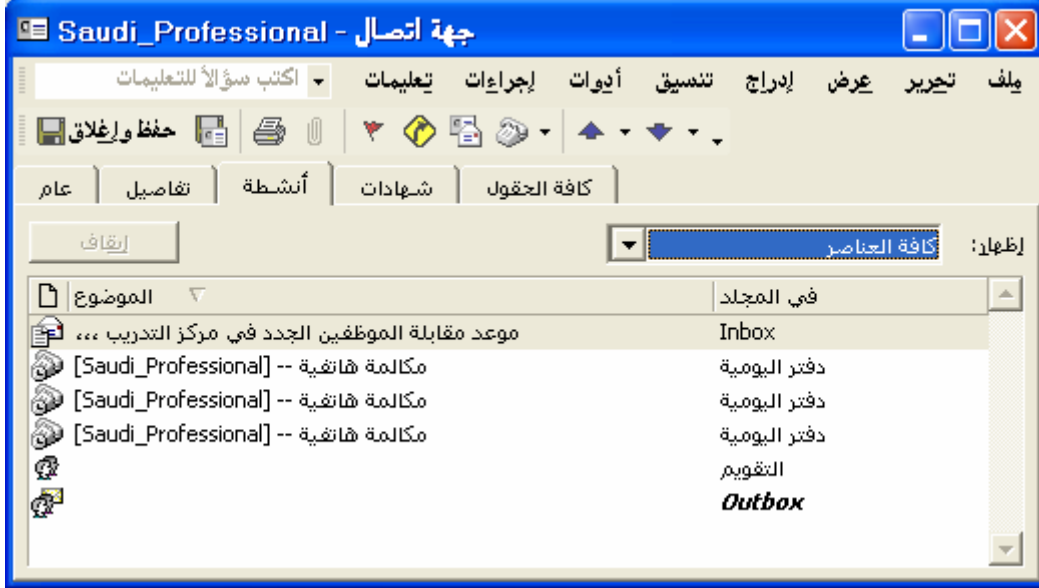 Saudi_Professional - جهة اتصال
ملف تحرير عرض إدراج تنسيق أدوات إجراءات تعليمات اكتب سؤالاً للتعليمات
حفظ وإغلاق
عام تفاصيل أنشطة شهادات كافة الحقول
إظهار: كافة العناصر إيقاف
الموضوع في المجلد
موعد مقابلة الموظفين الجدد في مركز التدريب ،،، Inbox
مكالمة هاتفية -- [Saudi_Professional] دفتر اليومية
مكالمة هاتفية -- [Saudi_Professional] دفتر اليومية
مكالمة هاتفية -- [Saudi_Professional] دفتر اليومية
التقويم
Outbox